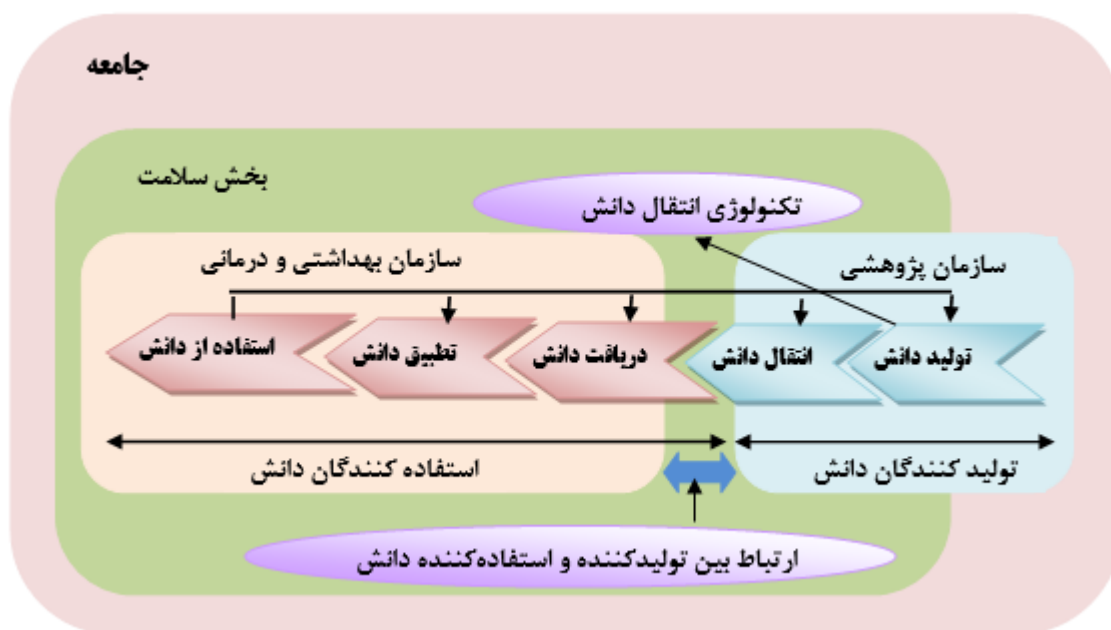 جامعه
بخش سلامت
تکنولوژی انتقال دانش
سازمان پژوهشی
سازمان بهداشتی و درمانی
تولید دانش
انتقال دانش
دریافت دانش
تطبیق دانش
استفاده از دانش
تولید کنندگان دانش
استفاده کنندگان دانش
ارتباط بین تولیدکننده و استفاده‌کننده دانش